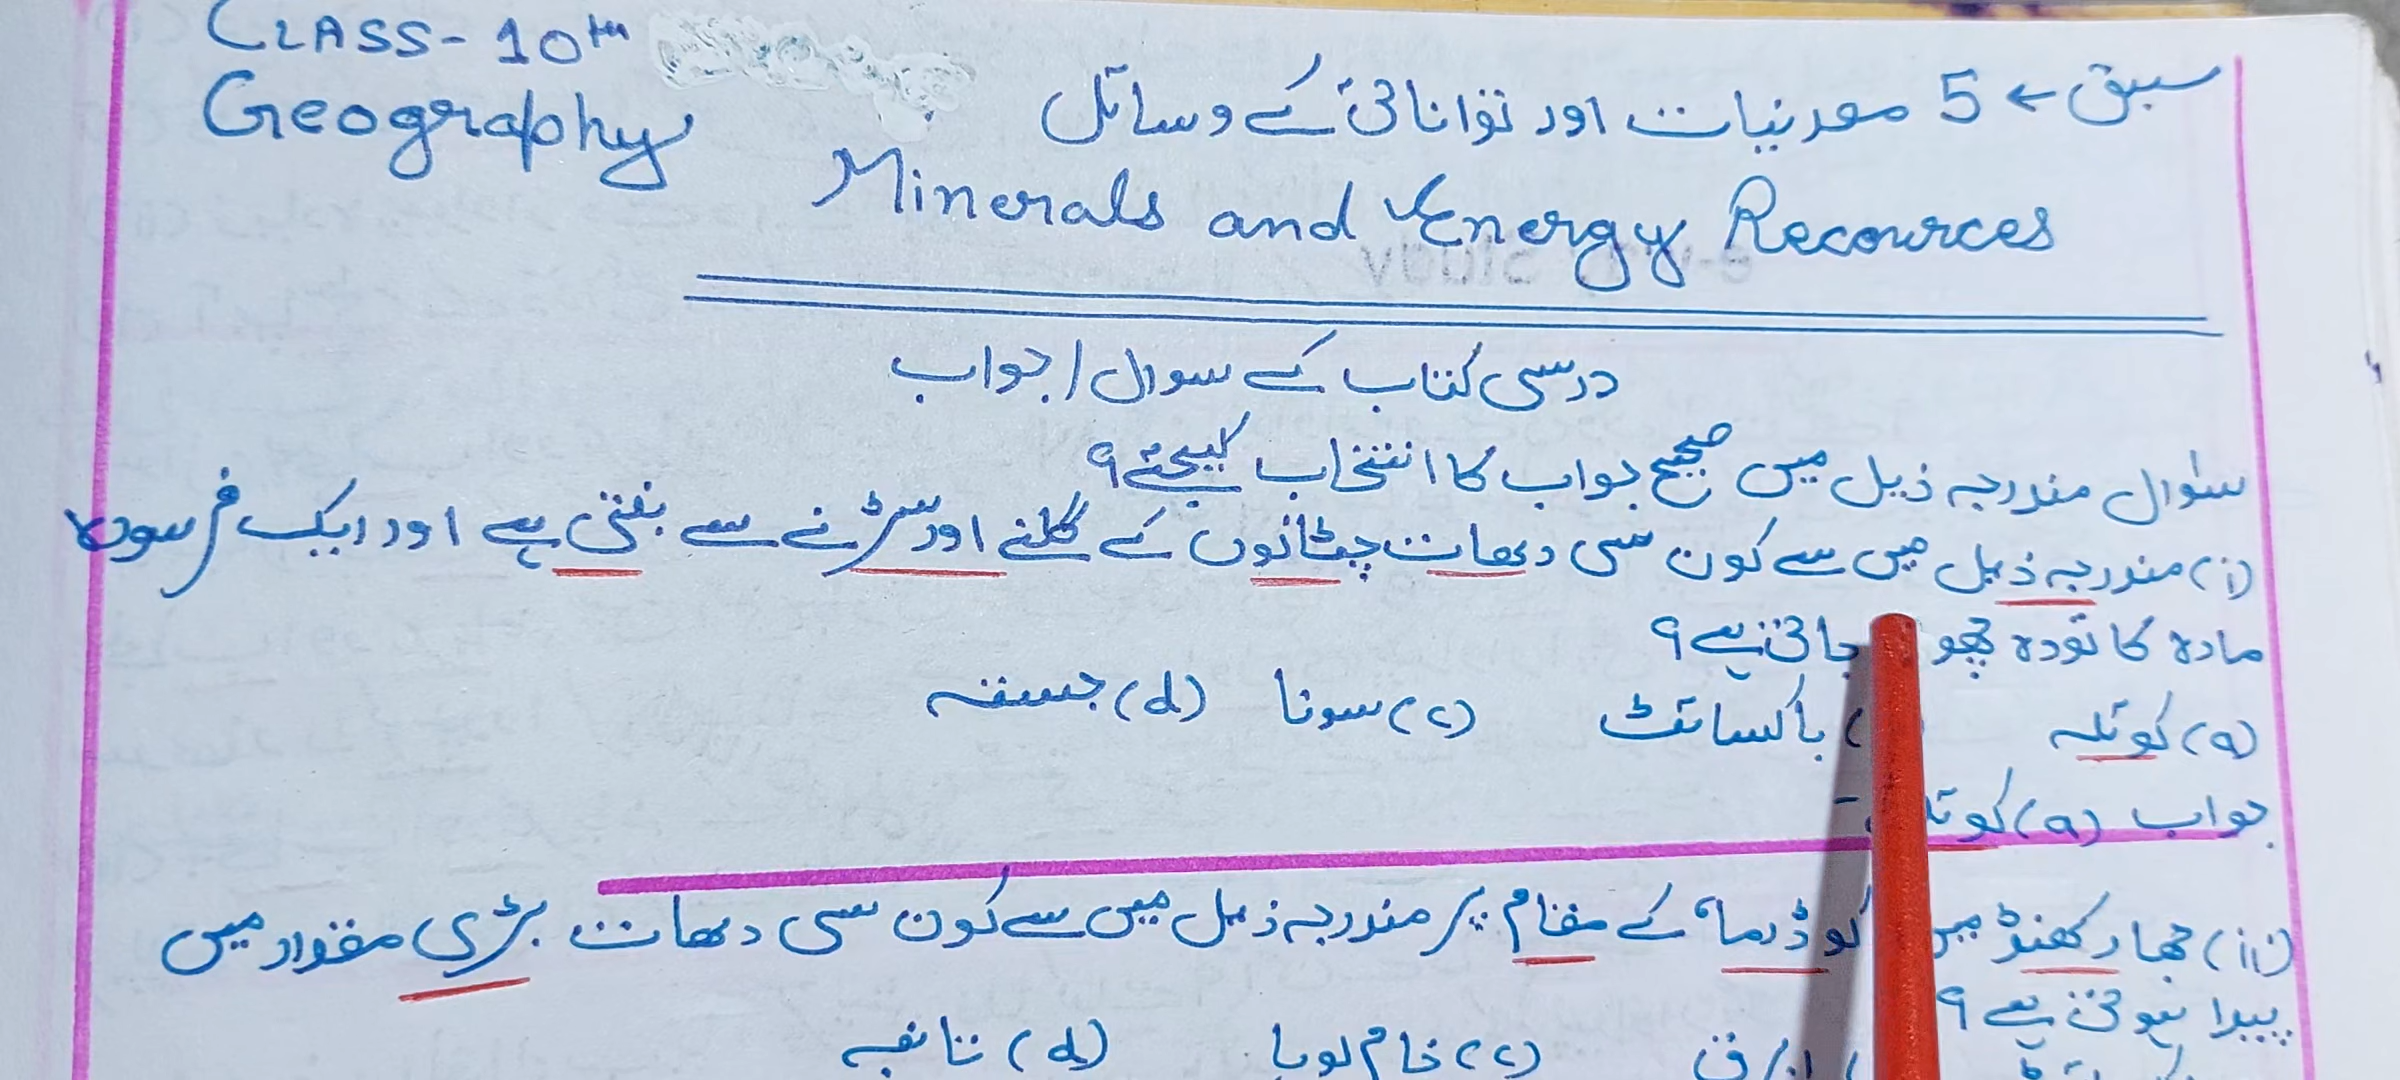 CLASS- 10th
Geography
سبق ← 5 معدنیات اور توانائی کے وسائل
Minerals and Energy Recources
درسی کتاب کے سوال / جواب
سوال مندرجہ ذیل میں صحیح جواب کا انتخاب کیجئے؟
(i) مندرجہ ذیل میں سے کون سی دھات چٹانوں کے گلنے اور سڑنے سے بنتی ہے اور ایک فرسودہ
مادہ کا تودہ چھو جاتی ہے؟
(a) کوئلہ ) باکسائٹ (c) سونا (d) جستہ
جواب (a) کوئلہ -
(ii) جھارکھنڈ میں کوڈرما، کے مقام پر مندرجہ ذیل میں سے کون سی دھات بڑی مقدار میں
پیدا ہوتی ہے؟
) ابرق (c) خام لوہا (d) تانبہ